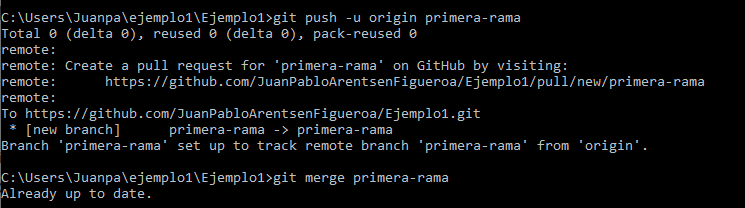 C:\Users\Juanpa\ejemplo1\Ejemplo1>git push -u origin primera-rama
Total 0 (delta 0), reused 0 (delta 0), pack-reused 0
remote:
remote: Create a pull request for 'primera-rama' on GitHub by visiting:
remote:      https://github.com/JuanPabloArentsenFigueroa/Ejemplo1/pull/new/primera-rama
remote:
To https://github.com/JuanPabloArentsenFigueroa/Ejemplo1.git
 * [new branch]      primera-rama -> primera-rama
Branch 'primera-rama' set up to track remote branch 'primera-rama' from 'origin'.
C:\Users\Juanpa\ejemplo1\Ejemplo1>git merge primera-rama
Already up to date.